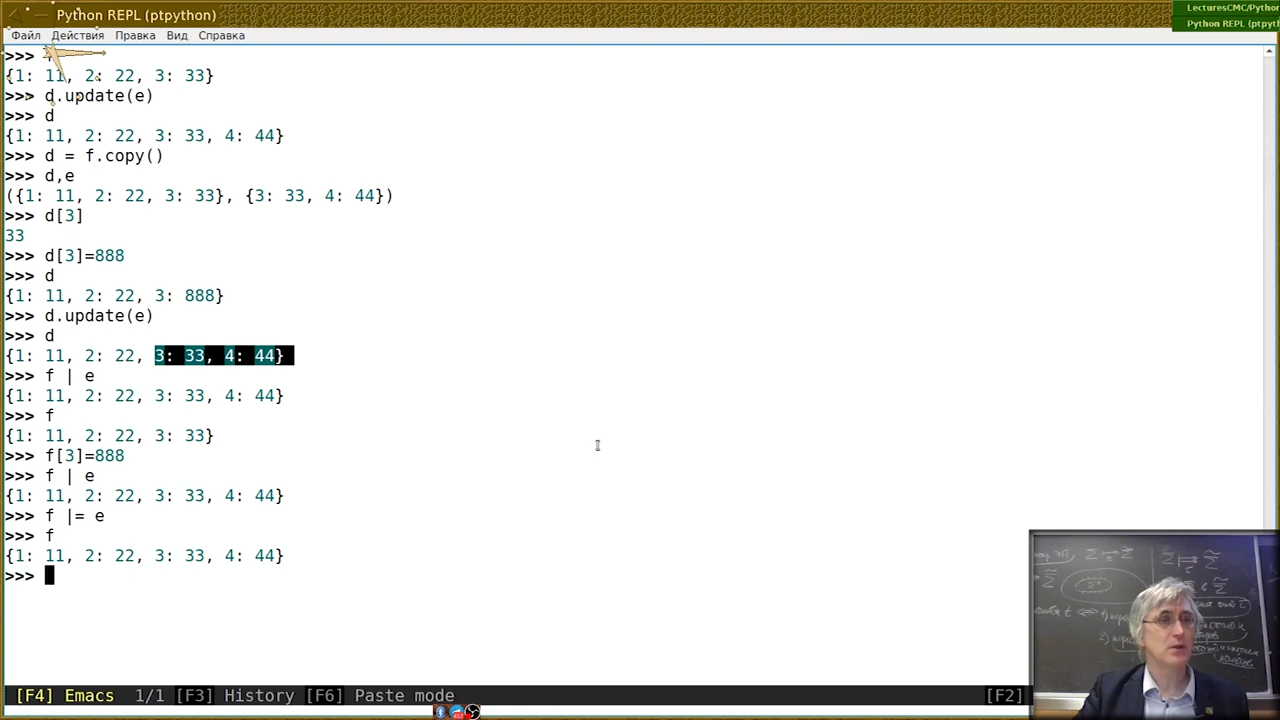 Python REPL (ptpython)
LecturesCMC/Python
Python REPL (ptpyt
Файл Действия Правка Вид Справка
>>>
{1: 11, 2: 22, 3: 33}
>>> d.update(e)
>>> d
{1: 11, 2: 22, 3: 33, 4: 44}
>>> d = f.copy()
>>> d,e
({1: 11, 2: 22, 3: 33}, {3: 33, 4: 44})
>>> d[3]
33
>>> d[3]=888
>>> d
{1: 11, 2: 22, 3: 888}
>>> d.update(e)
>>> d
{1: 11, 2: 22, 3: 33, 4: 44}
>>> f | e
{1: 11, 2: 22, 3: 33, 4: 44}
>>> f
{1: 11, 2: 22, 3: 33}
>>> f[3]=888
>>> f | e
{1: 11, 2: 22, 3: 33, 4: 44}
>>> f |= e
>>> f
{1: 11, 2: 22, 3: 33, 4: 44}
>>>
[F4] Emacs 1/1 [F3] History [F6] Paste mode [F2]